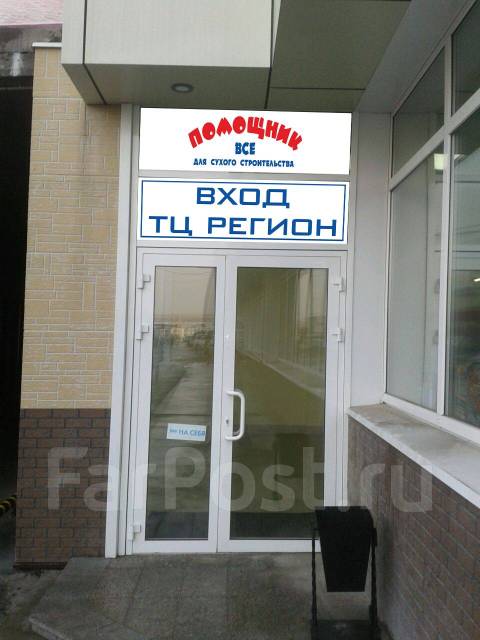 ПОМОЩНИК
ВСЕ
ДЛЯ СУХОГО СТРОИТЕЛЬСТВА
ВХОД
ТЦ РЕГИОН
НА СЕБЯ
FarPost.ru